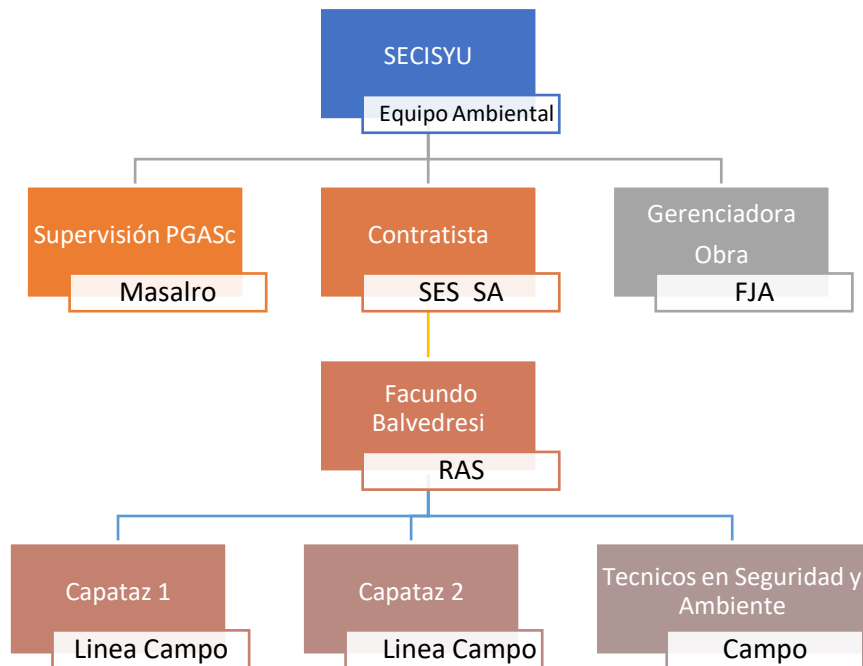 SECISYU
Equipo Ambiental
Supervisión PGASc
Masalro
Contratista
SES SA
Gerenciadora
Obra
FJA
Facundo
Balvedresi
RAS
Capataz 1
Linea Campo
Capataz 2
Linea Campo
Tecnicos en Seguridad y
Ambiente
Campo